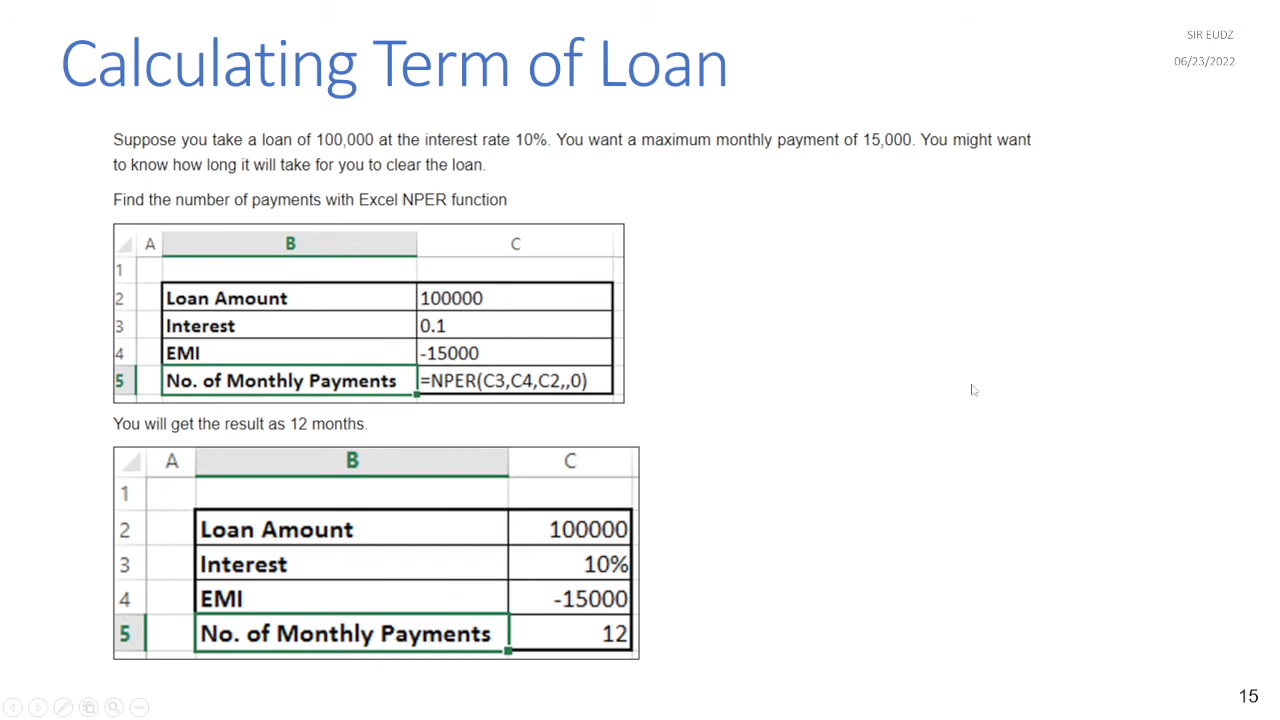 SIR EUDZ
Calculating Term of Loan
06/23/2022
Suppose you take a loan of 100,000 at the interest rate 10%. You want a maximum monthly payment of 15,000. You might want
to know how long it will take for you to clear the loan.
Find the number of payments with Excel NPER function
A B C
1
2 Loan Amount 100000
3 Interest 0.1
4 EMI -15000
5 No. of Monthly Payments =NPER(C3,C4,C2,,0)
You will get the result as 12 months.
A B C
1
2 Loan Amount 100000
3 Interest 10%
4 EMI -15000
5 No. of Monthly Payments 12
15